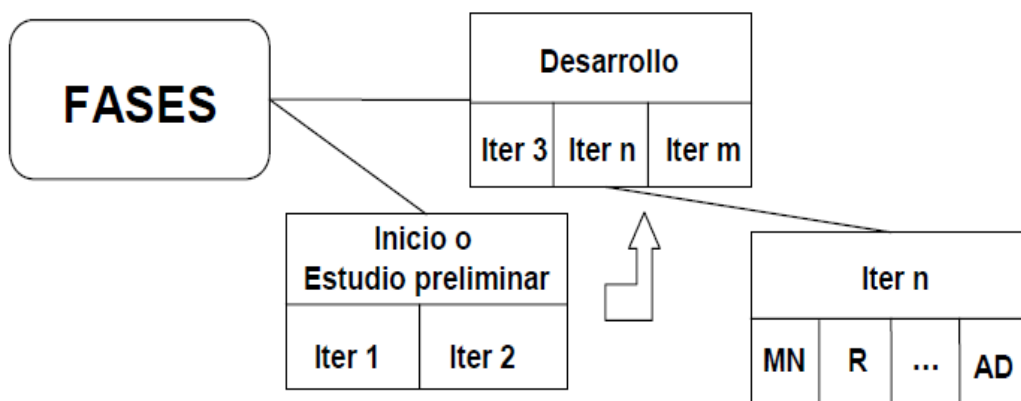 FASES
Desarrollo
Iter 3 Iter n Iter m
Inicio o
Estudio preliminar
Iter 1 Iter 2
Iter n
MN R ... AD